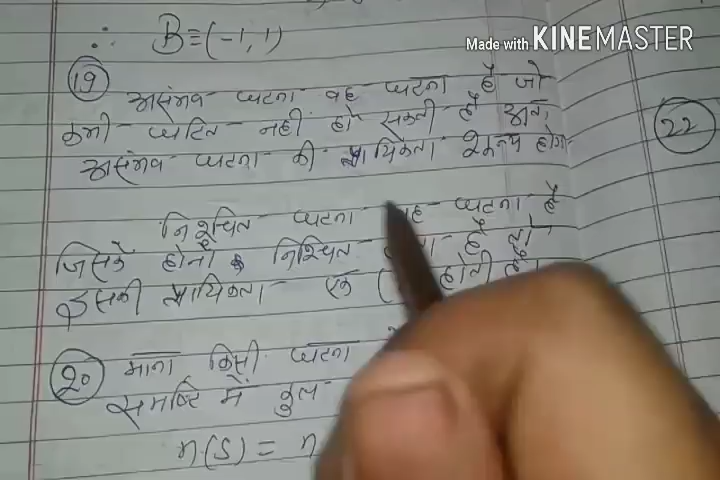 ∴ B≡(-1,1)
Made with KINEMASTER
(19) असंभव घटना वह घटना है जो
कभी घटित नही हो सकती है अतः
असंभव घटना की प्रायिकता शून्य होगी
(22)
निश्चित घटना वह घटना है
जिसके होना निश्चित है तो
इसकी प्रायिकता एक ( होती है।
(20) माना किसी घटना
समष्टि में कुल
n(S) = n